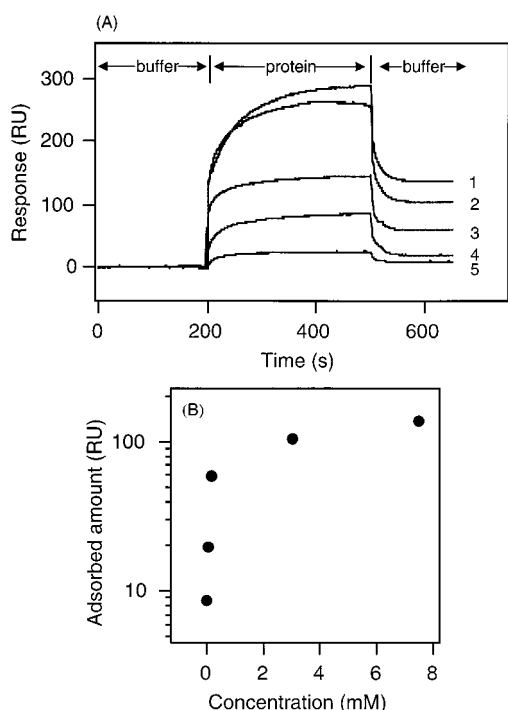 (A)
buffer protein buffer
300
200
100
0
Response (RU)
1
2
3
4
5
0 200 400 600
Time (s)
(B)
100
10
Adsorbed amount (RU)
0 2 4 6 8
Concentration (mM)